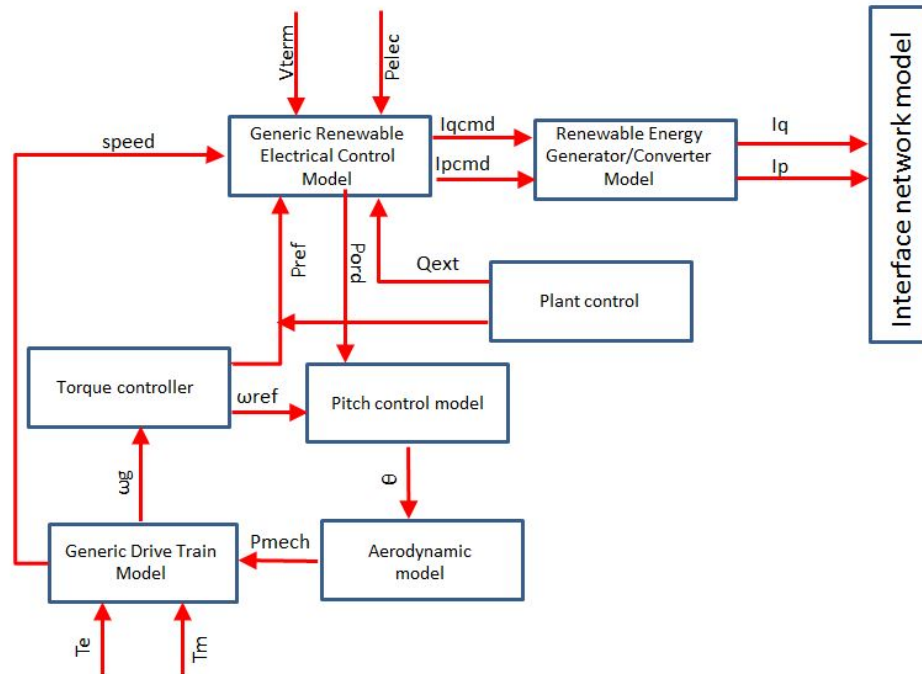 Vterm
Pelec
Interface network model
speed
Generic Renewable
Electrical Control
Model
Iqcmd
Ipcmd
Renewable Energy
Generator/Converter
Model
Iq
Ip
Pref
Pord
Qext
Plant control
Torque controller
ωref
Pitch control model
ωg
θ
Generic Drive Train
Model
Pmech
Aerodynamic
model
Te
Tm